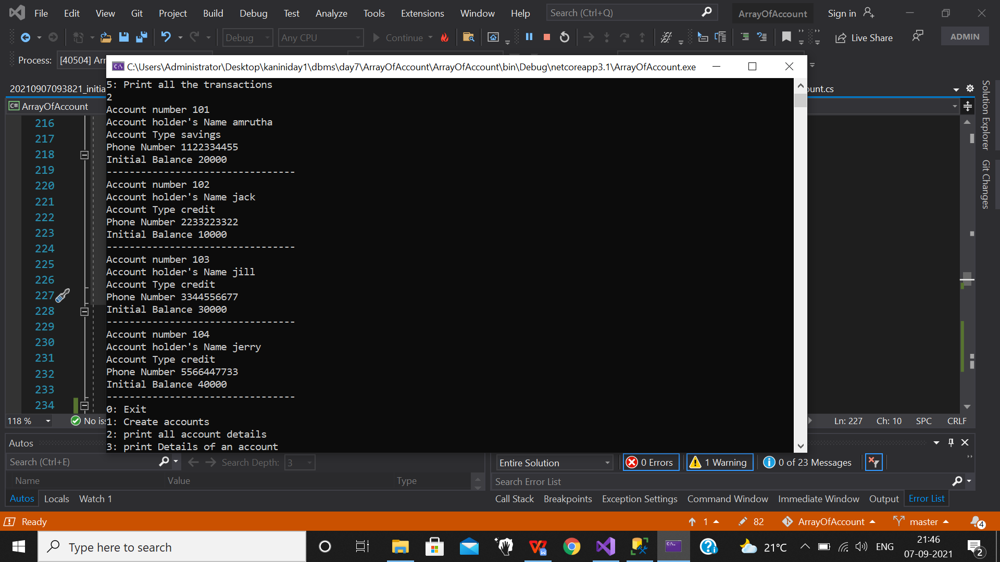 File Edit View Git Project Build Debug Test Analyze Tools Extensions Window Help Search (Ctrl+Q) ArrayOfAccount Sign in
Debug Any CPU Continue Live Share ADMIN
Process: [40504] Arr
C:\Users\Administrator\Desktop\kaniniday1\dbms\day7\ArrayOfAccount\ArrayOfAccount\bin\Debug\netcoreapp3.1\ArrayOfAccount.exe
20210907093821_initia
ount.cs
C# ArrayOfAccount
Solution Explorer
Git Changes
5: Print all the transactions
2
Account number 101
Account holder's Name amrutha
Account Type savings
Phone Number 1122334455
Initial Balance 20000
---------------------------------
Account number 102
Account holder's Name jack
Account Type credit
Phone Number 2233223322
Initial Balance 10000
---------------------------------
Account number 103
Account holder's Name jill
Account Type credit
Phone Number 3344556677
Initial Balance 30000
---------------------------------
Account number 104
Account holder's Name jerry
Account Type credit
Phone Number 5566447733
Initial Balance 40000
---------------------------------
0: Exit
1: Create accounts
2: print all account details
3: print Details of an account
216
217
218
219
220
221
222
223
224
225
226
227
228
229
230
231
232
233
234
118 % No iss Ln: 227 Ch: 10 SPC CRLF
Autos
Search (Ctrl+E) Search Depth: 3
Name Value Type
Autos Locals Watch 1
Entire Solution 0 Errors 1 Warning 0 of 23 Messages
Search Error List
Call Stack Breakpoints Exception Settings Command Window Immediate Window Output Error List
Ready 1 82 ArrayOfAccount master 4
Type here to search
21°C ENG 21:46
07-09-2021
2